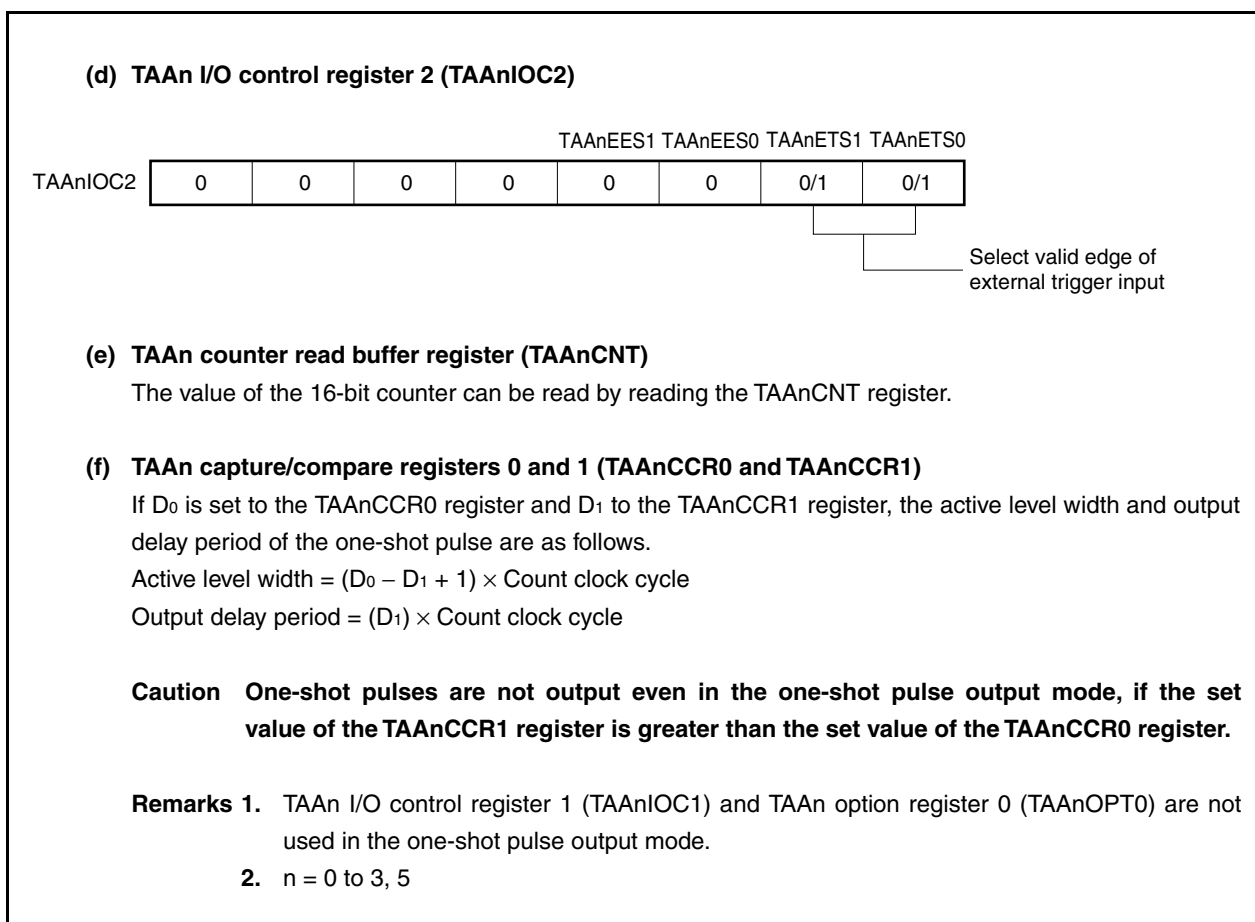 (d) TAAn I/O control register 2 (TAAnIOC2)
TAAnEES1 TAAnEES0 TAAnETS1 TAAnETS0
TAAnIOC2 0 0 0 0 0 0 0/1 0/1
Select valid edge of
external trigger input
(e) TAAn counter read buffer register (TAAnCNT)
The value of the 16-bit counter can be read by reading the TAAnCNT register.
(f) TAAn capture/compare registers 0 and 1 (TAAnCCR0 and TAAnCCR1)
If D₀ is set to the TAAnCCR0 register and D₁ to the TAAnCCR1 register, the active level width and output
delay period of the one-shot pulse are as follows.
Active level width = (D₀ − D₁ + 1) × Count clock cycle
Output delay period = (D₁) × Count clock cycle
Caution One-shot pulses are not output even in the one-shot pulse output mode, if the set
value of the TAAnCCR1 register is greater than the set value of the TAAnCCR0 register.
Remarks 1. TAAn I/O control register 1 (TAAnIOC1) and TAAn option register 0 (TAAnOPT0) are not
used in the one-shot pulse output mode.
2. n = 0 to 3, 5